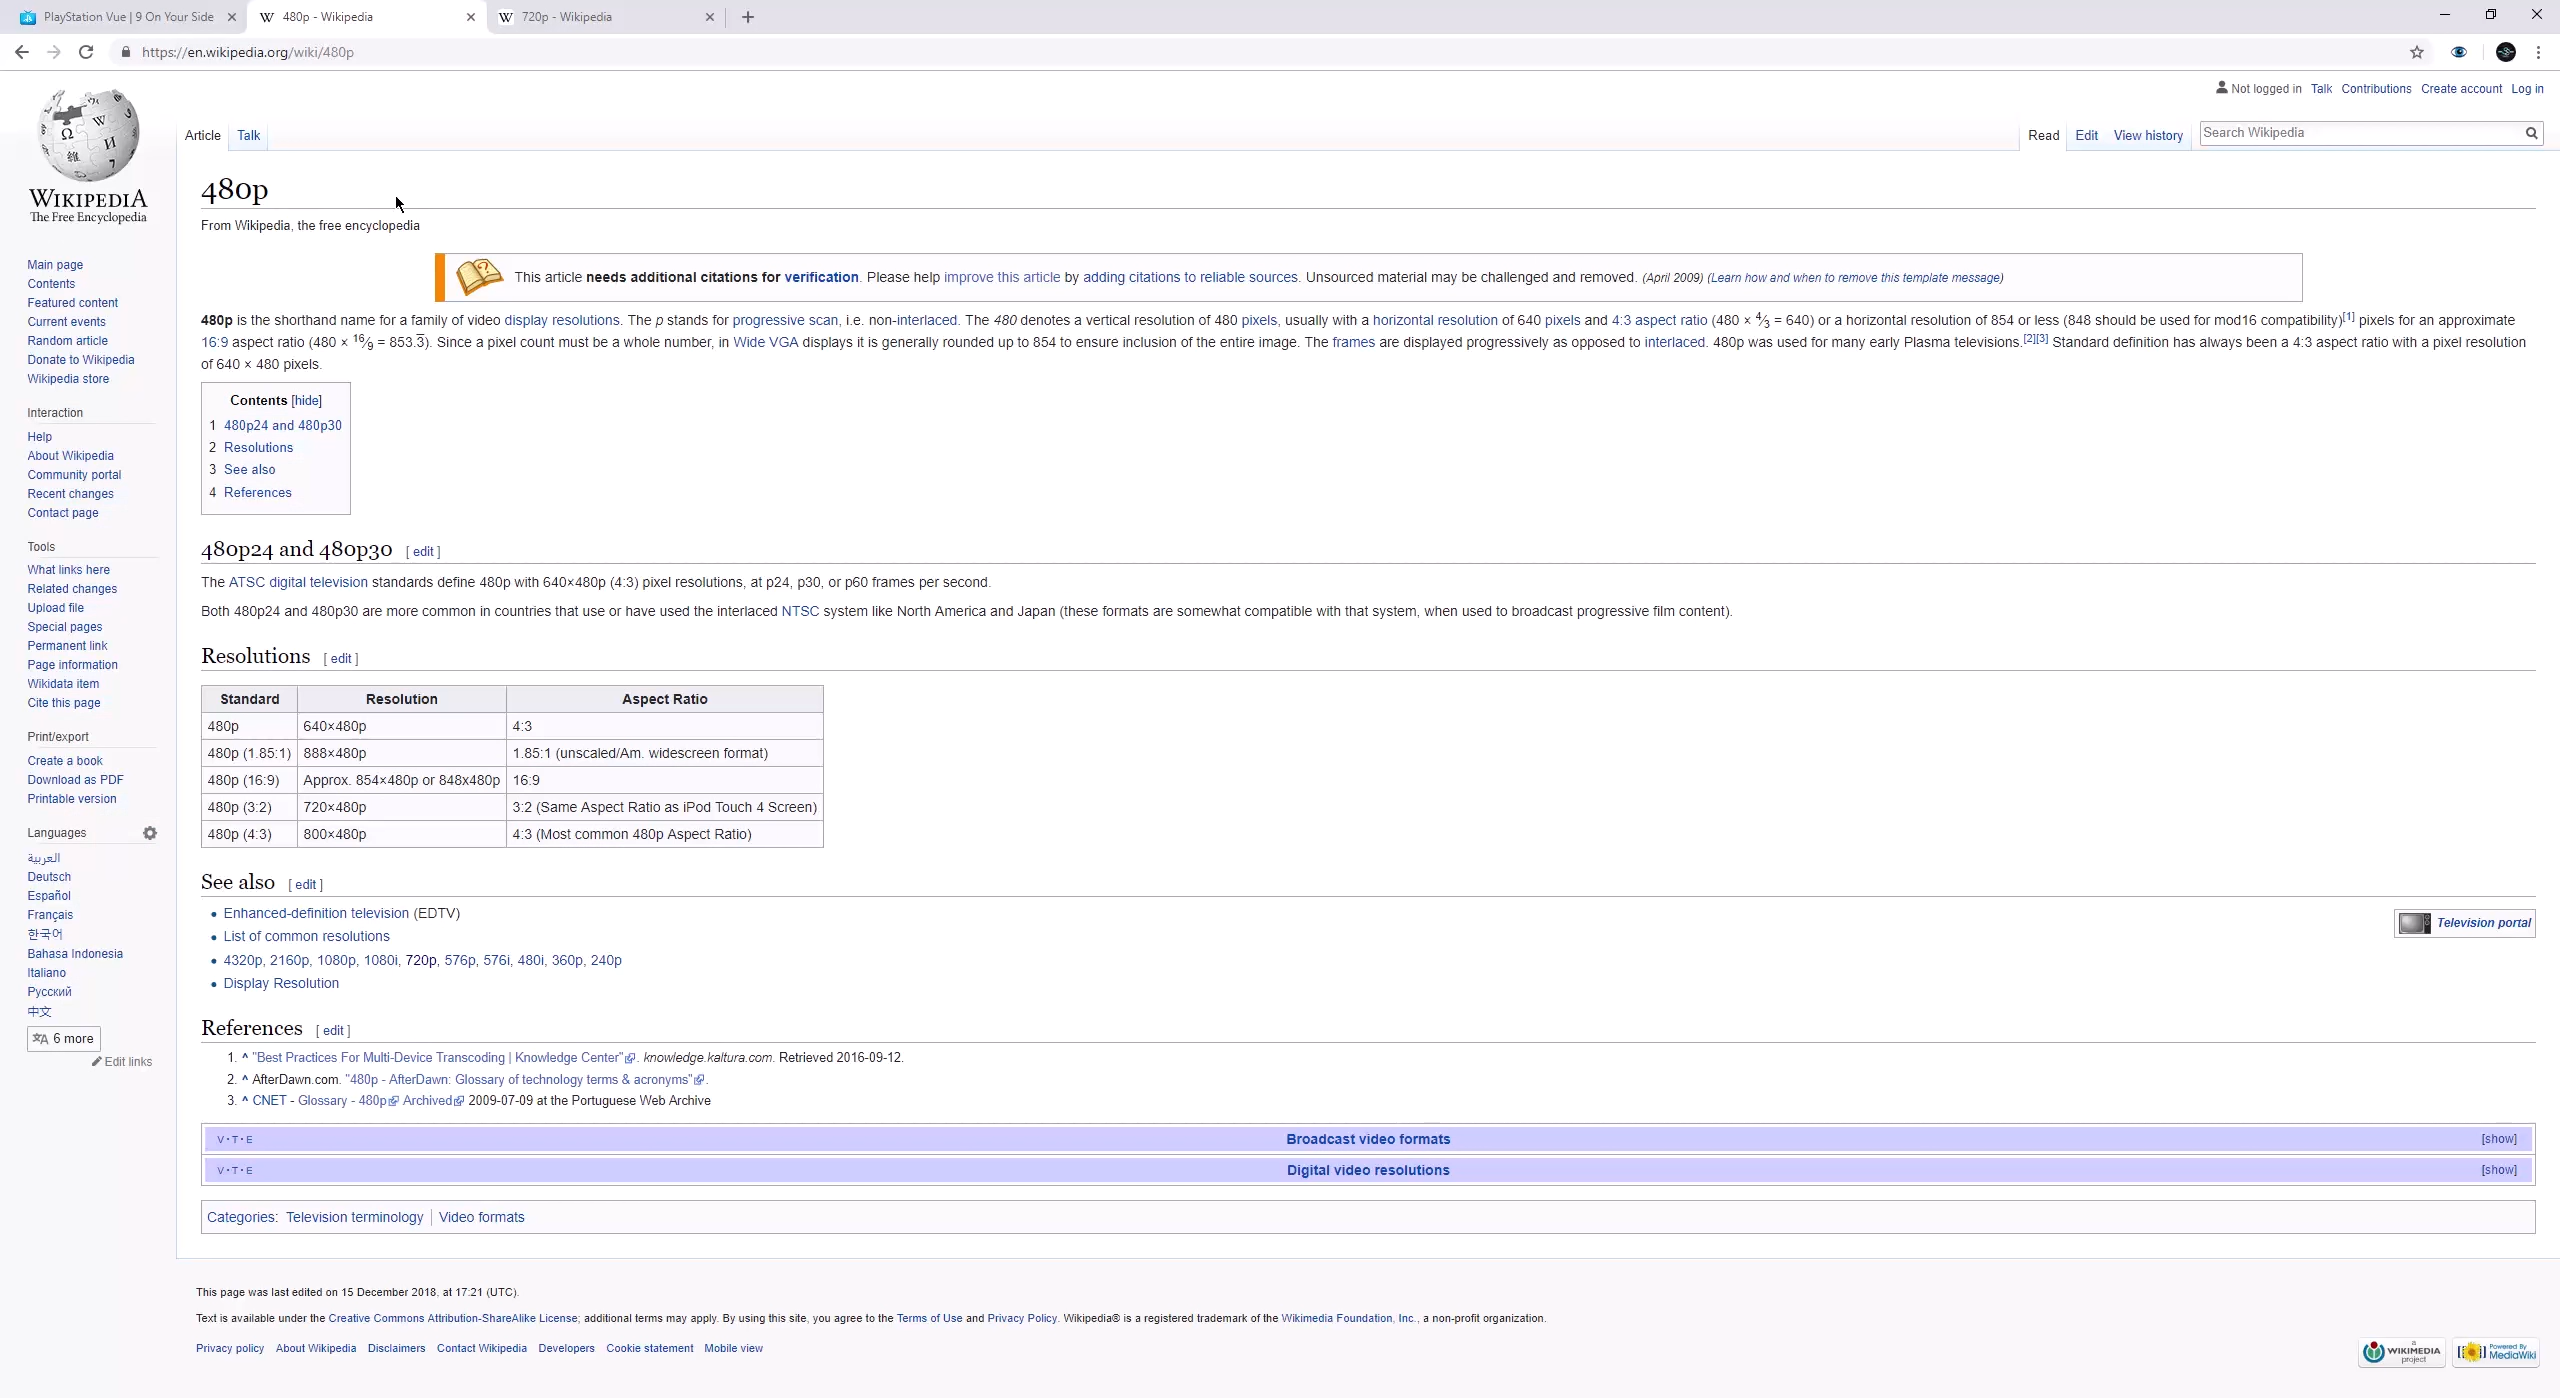 PlayStation Vue | 9 On Your Side
480p - Wikipedia
720p - Wikipedia
https://en.wikipedia.org/wiki/480p
Not logged in Talk Contributions Create account Log in
Article Talk
Read Edit View history Search Wikipedia
WIKIPEDIA
The Free Encyclopedia
Main page
Contents
Featured content
Current events
Random article
Donate to Wikipedia
Wikipedia store
Interaction
Help
About Wikipedia
Community portal
Recent changes
Contact page
Tools
What links here
Related changes
Upload file
Special pages
Permanent link
Page information
Wikidata item
Cite this page
Print/export
Create a book
Download as PDF
Printable version
Languages
العربية
Deutsch
Español
Français
한국어
Bahasa Indonesia
Italiano
Русский
中文
6 more
Edit links
480p
From Wikipedia, the free encyclopedia
This article needs additional citations for verification. Please help improve this article by adding citations to reliable sources. Unsourced material may be challenged and removed. (April 2009) (Learn how and when to remove this template message)
480p is the shorthand name for a family of video display resolutions. The p stands for progressive scan, i.e. non-interlaced. The 480 denotes a vertical resolution of 480 pixels, usually with a horizontal resolution of 640 pixels and 4:3 aspect ratio (480 × 4⁄3 = 640) or a horizontal resolution of 854 or less (848 should be used for mod16 compatibility)[1] pixels for an approximate
16:9 aspect ratio (480 × 16⁄9 = 853.3̅). Since a pixel count must be a whole number, in Wide VGA displays it is generally rounded up to 854 to ensure inclusion of the entire image. The frames are displayed progressively as opposed to interlaced. 480p was used for many early Plasma televisions.[2][3] Standard definition has always been a 4:3 aspect ratio with a pixel resolution
of 640 × 480 pixels.
Contents [hide]
1 480p24 and 480p30
2 Resolutions
3 See also
4 References
480p24 and 480p30 [ edit ]
The ATSC digital television standards define 480p with 640×480p (4:3) pixel resolutions, at p24, p30, or p60 frames per second.
Both 480p24 and 480p30 are more common in countries that use or have used the interlaced NTSC system like North America and Japan (these formats are somewhat compatible with that system, when used to broadcast progressive film content).
Resolutions [ edit ]
Standard Resolution Aspect Ratio
480p 640×480p 4:3
480p (1.85:1) 888×480p 1.85:1 (unscaled/Am. widescreen format)
480p (16:9) Approx. 854×480p or 848x480p 16:9
480p (3:2) 720×480p 3:2 (Same Aspect Ratio as iPod Touch 4 Screen)
480p (4:3) 800×480p 4:3 (Most common 480p Aspect Ratio)
See also [ edit ]
Enhanced-definition television (EDTV)
List of common resolutions
4320p, 2160p, 1080p, 1080i, 720p, 576p, 576i, 480i, 360p, 240p
Display Resolution
Television portal
References [ edit ]
1. ^ "Best Practices For Multi-Device Transcoding | Knowledge Center". knowledge.kaltura.com. Retrieved 2016-09-12.
2. ^ AfterDawn.com. "480p - AfterDawn: Glossary of technology terms & acronyms".
3. ^ CNET - Glossary - 480p Archived 2009-07-09 at the Portuguese Web Archive
V · T · E Broadcast video formats [show]
V · T · E Digital video resolutions [show]
Categories: Television terminology | Video formats
This page was last edited on 15 December 2018, at 17:21 (UTC).
Text is available under the Creative Commons Attribution-ShareAlike License; additional terms may apply. By using this site, you agree to the Terms of Use and Privacy Policy. Wikipedia® is a registered trademark of the Wikimedia Foundation, Inc., a non-profit organization.
Privacy policy About Wikipedia Disclaimers Contact Wikipedia Developers Cookie statement Mobile view
a WIKIMEDIA project
Powered By MediaWiki